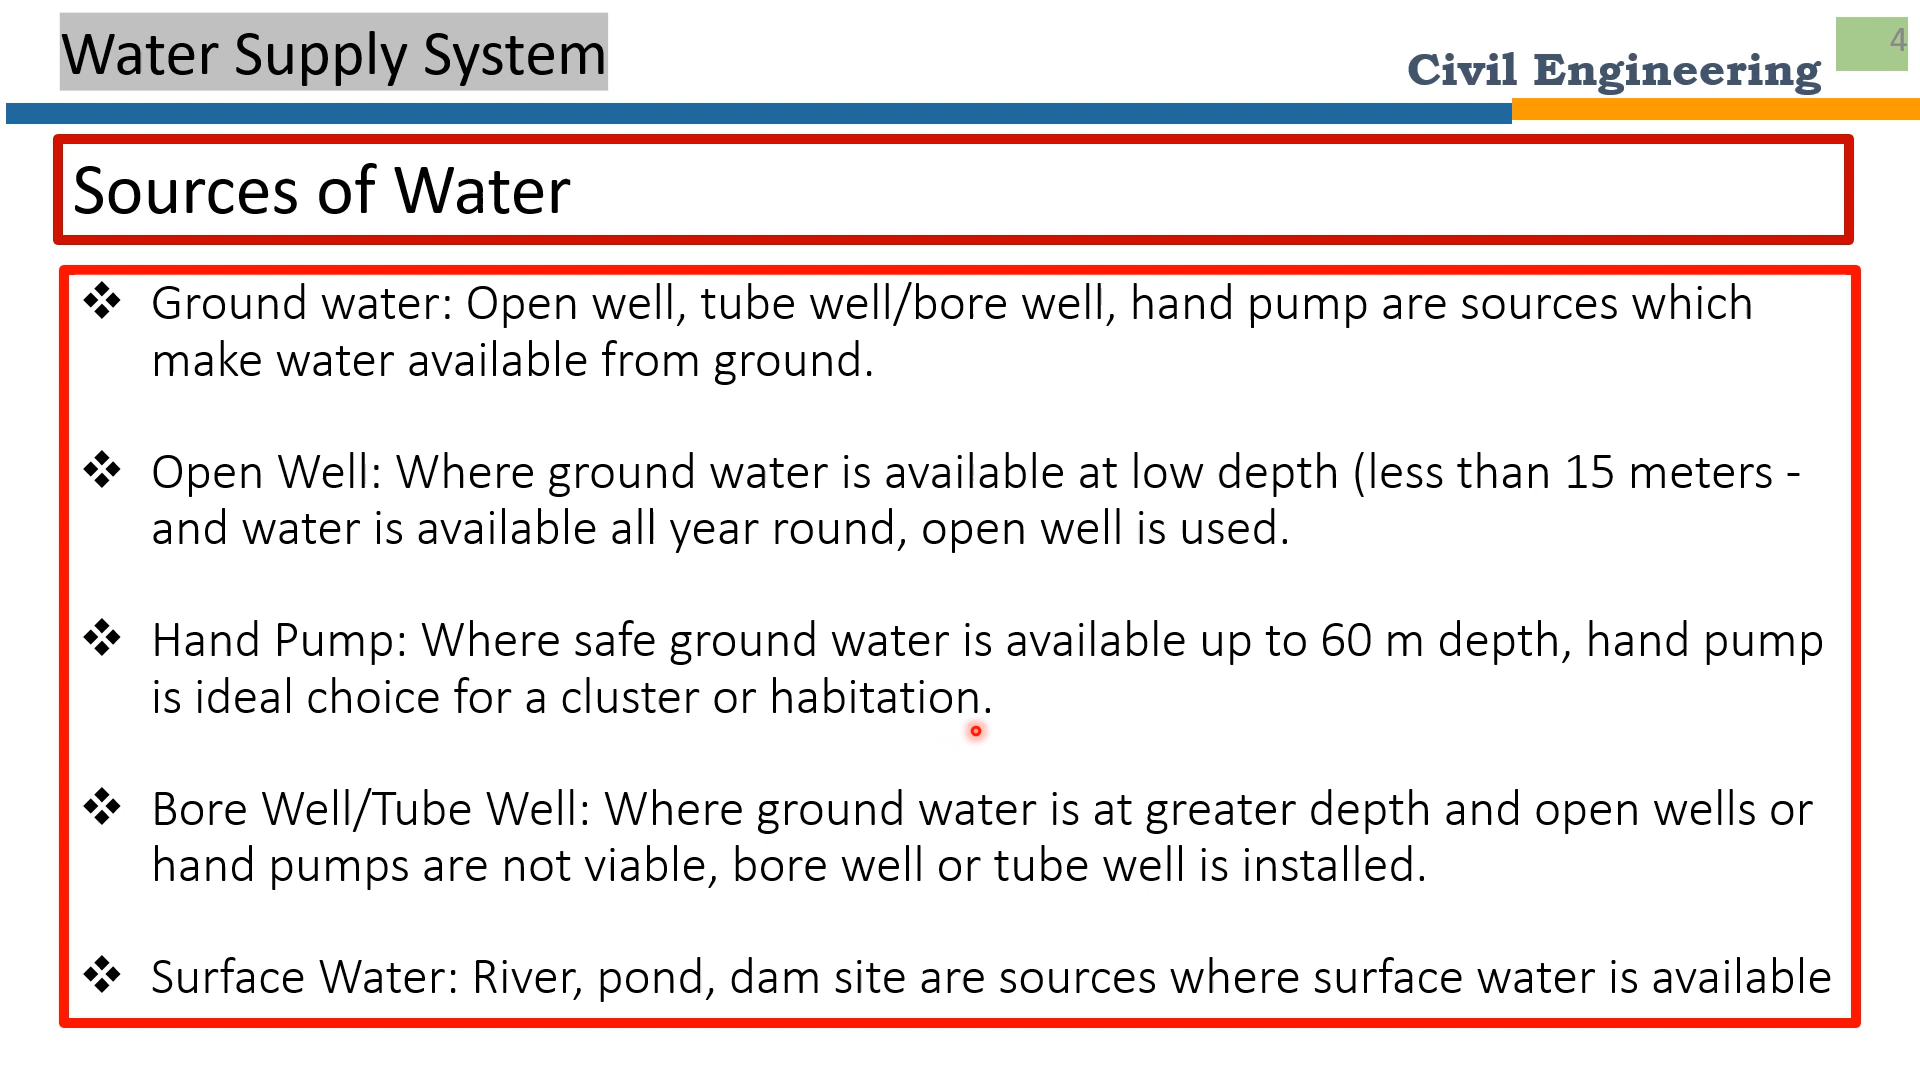 Water Supply System
Civil Engineering
4
Sources of Water
❖ Ground water: Open well, tube well/bore well, hand pump are sources which
make water available from ground.
❖ Open Well: Where ground water is available at low depth (less than 15 meters -
and water is available all year round, open well is used.
❖ Hand Pump: Where safe ground water is available up to 60 m depth, hand pump
is ideal choice for a cluster or habitation.
❖ Bore Well/Tube Well: Where ground water is at greater depth and open wells or
hand pumps are not viable, bore well or tube well is installed.
❖ Surface Water: River, pond, dam site are sources where surface water is available